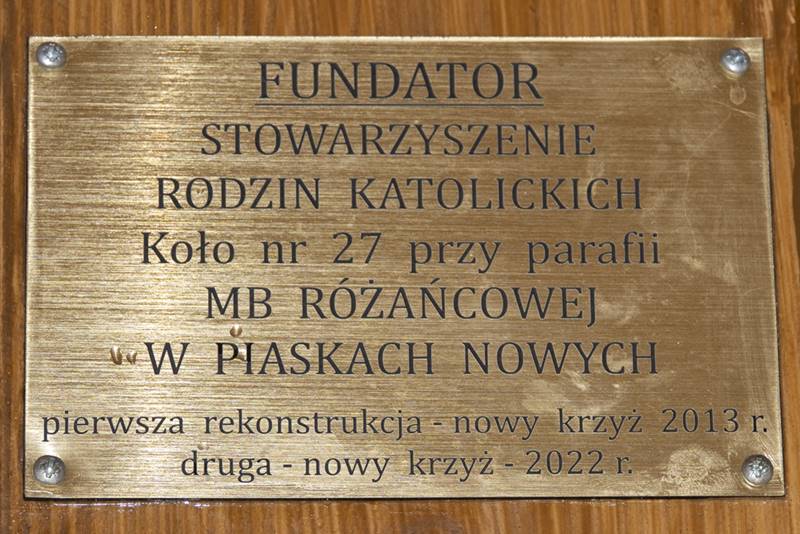 FUNDATOR
STOWARZYSZENIE
RODZIN KATOLICKICH
Koło nr 27 przy parafii
MB RÓŻAŃCOWEJ
W PIASKACH NOWYCH
pierwsza rekonstrukcja - nowy krzyż 2013 r.
druga - nowy krzyż - 2022 r.